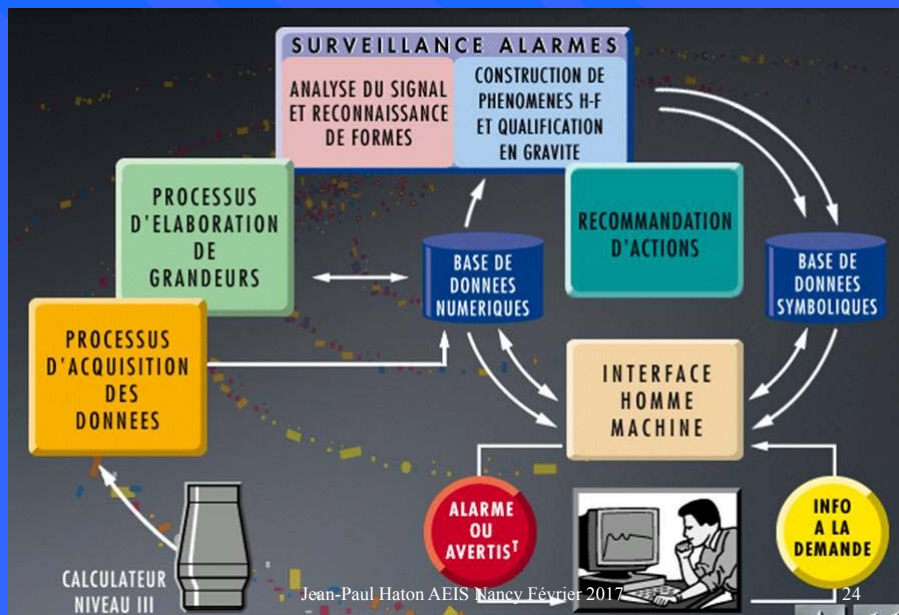 SURVEILLANCE ALARMES
ANALYSE DU SIGNAL
ET RECONNAISSANCE
DE FORMES
CONSTRUCTION DE
PHENOMENES H-F
ET QUALIFICATION
EN GRAVITE
PROCESSUS
D'ELABORATION
DE
GRANDEURS
RECOMMANDATION
D'ACTIONS
BASE DE
DONNEES
NUMERIQUES
BASE DE
DONNEES
SYMBOLIQUES
PROCESSUS
D'ACQUISITION
DES
DONNEES
INTERFACE
HOMME
MACHINE
ALARME
OU
AVERTISᵀ
INFO
A LA
DEMANDE
CALCULATEUR
NIVEAU III
Jean-Paul Haton AEIS Nancy Février 2017
24